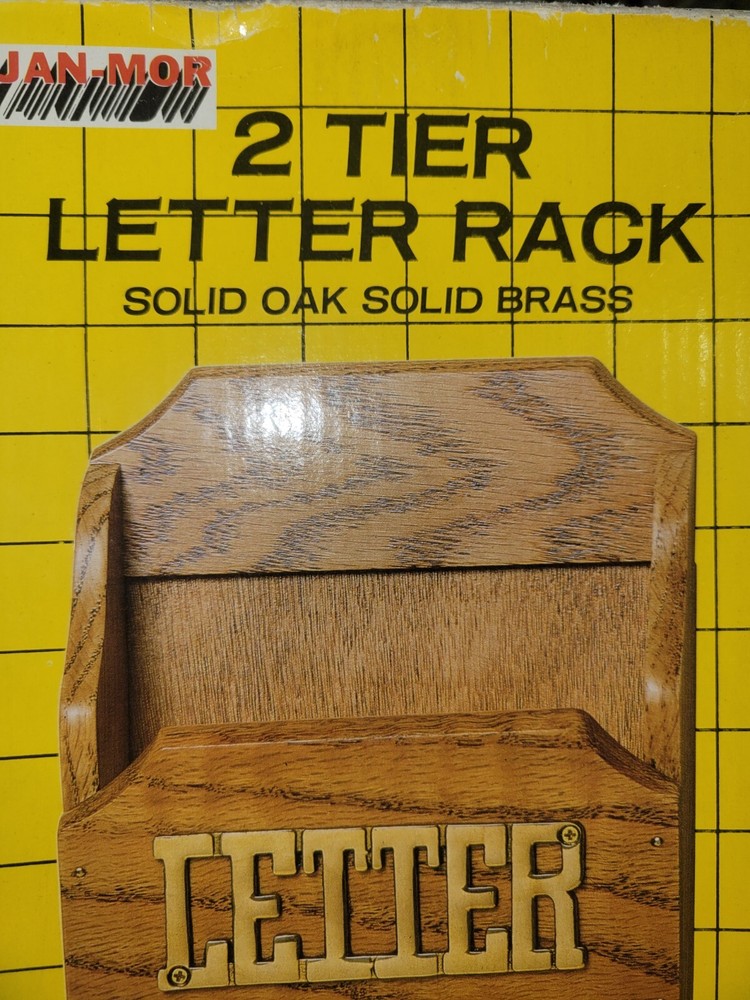 JAN-MOR
2 TIER
LETTER RACK
SOLID OAK SOLID BRASS
LETTER